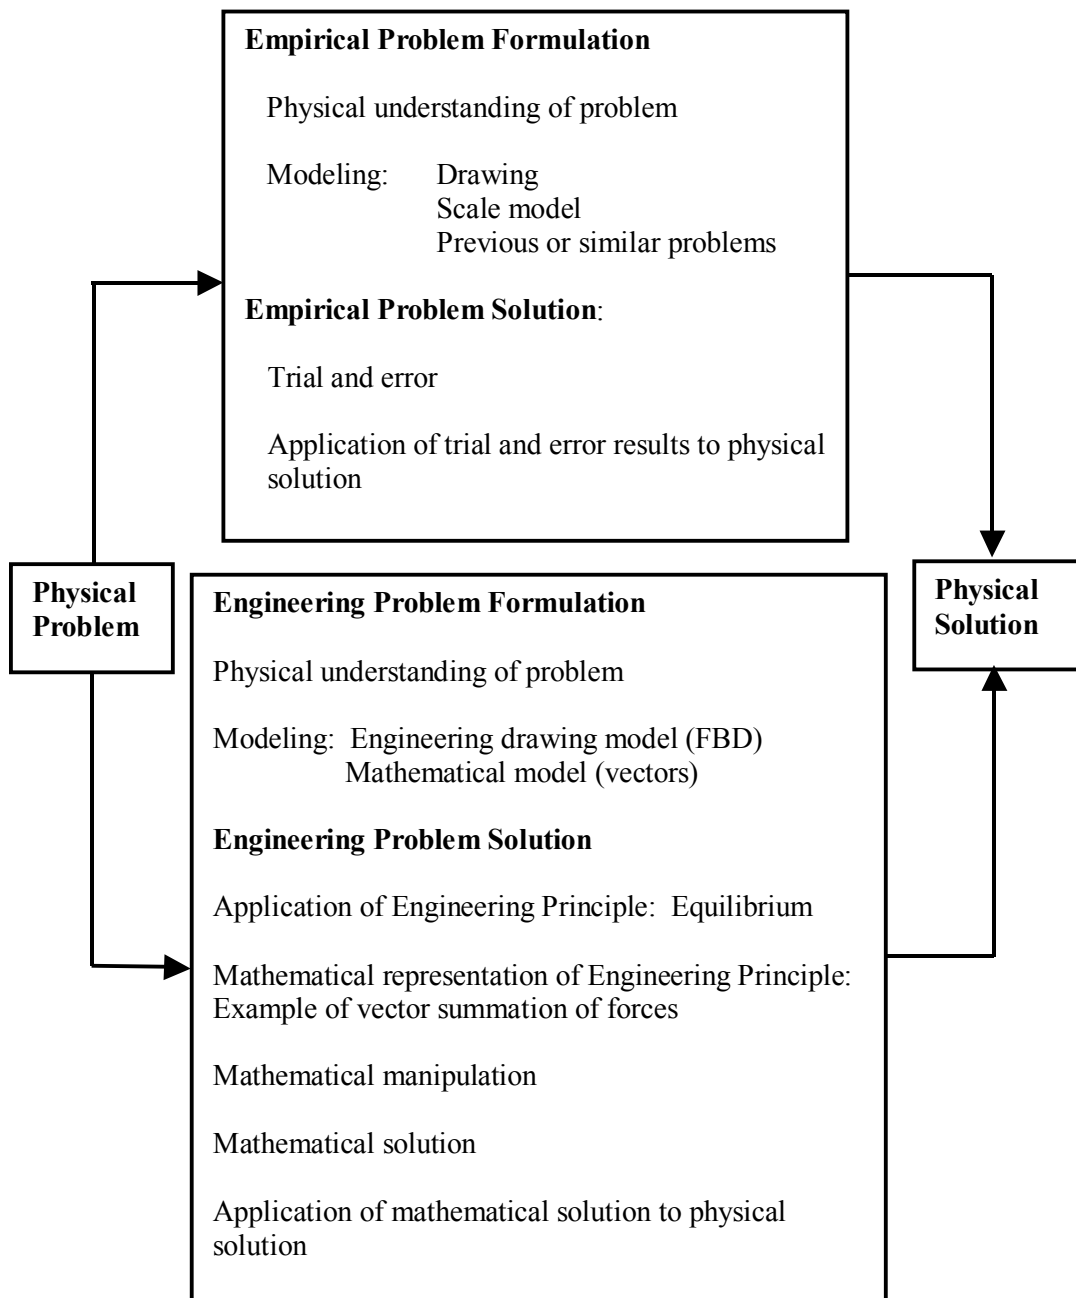 Empirical Problem Formulation
Physical understanding of problem
Modeling: Drawing
Scale model
Previous or similar problems
Empirical Problem Solution:
Trial and error
Application of trial and error results to physical
solution
Physical
Problem
Engineering Problem Formulation
Physical understanding of problem
Modeling: Engineering drawing model (FBD)
Mathematical model (vectors)
Engineering Problem Solution
Application of Engineering Principle: Equilibrium
Mathematical representation of Engineering Principle:
Example of vector summation of forces
Mathematical manipulation
Mathematical solution
Application of mathematical solution to physical
solution
Physical
Solution